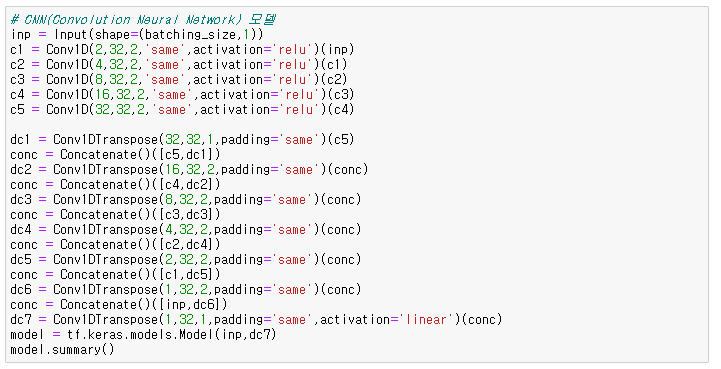 # CNN(Convolution Neural Network) 모델
inp = Input(shape=(batching_size,1))
c1 = Conv1D(2,32,2,'same',activation='relu')(inp)
c2 = Conv1D(4,32,2,'same',activation='relu')(c1)
c3 = Conv1D(8,32,2,'same',activation='relu')(c2)
c4 = Conv1D(16,32,2,'same',activation='relu')(c3)
c5 = Conv1D(32,32,2,'same',activation='relu')(c4)

dc1 = Conv1DTranspose(32,32,1,padding='same')(c5)
conc = Concatenate()([c5,dc1])
dc2 = Conv1DTranspose(16,32,2,padding='same')(conc)
conc = Concatenate()([c4,dc2])
dc3 = Conv1DTranspose(8,32,2,padding='same')(conc)
conc = Concatenate()([c3,dc3])
dc4 = Conv1DTranspose(4,32,2,padding='same')(conc)
conc = Concatenate()([c2,dc4])
dc5 = Conv1DTranspose(2,32,2,padding='same')(conc)
conc = Concatenate()([c1,dc5])
dc6 = Conv1DTranspose(1,32,2,padding='same')(conc)
conc = Concatenate()([inp,dc6])
dc7 = Conv1DTranspose(1,32,1,padding='same',activation='linear')(conc)
model = tf.keras.models.Model(inp,dc7)
model.summary()